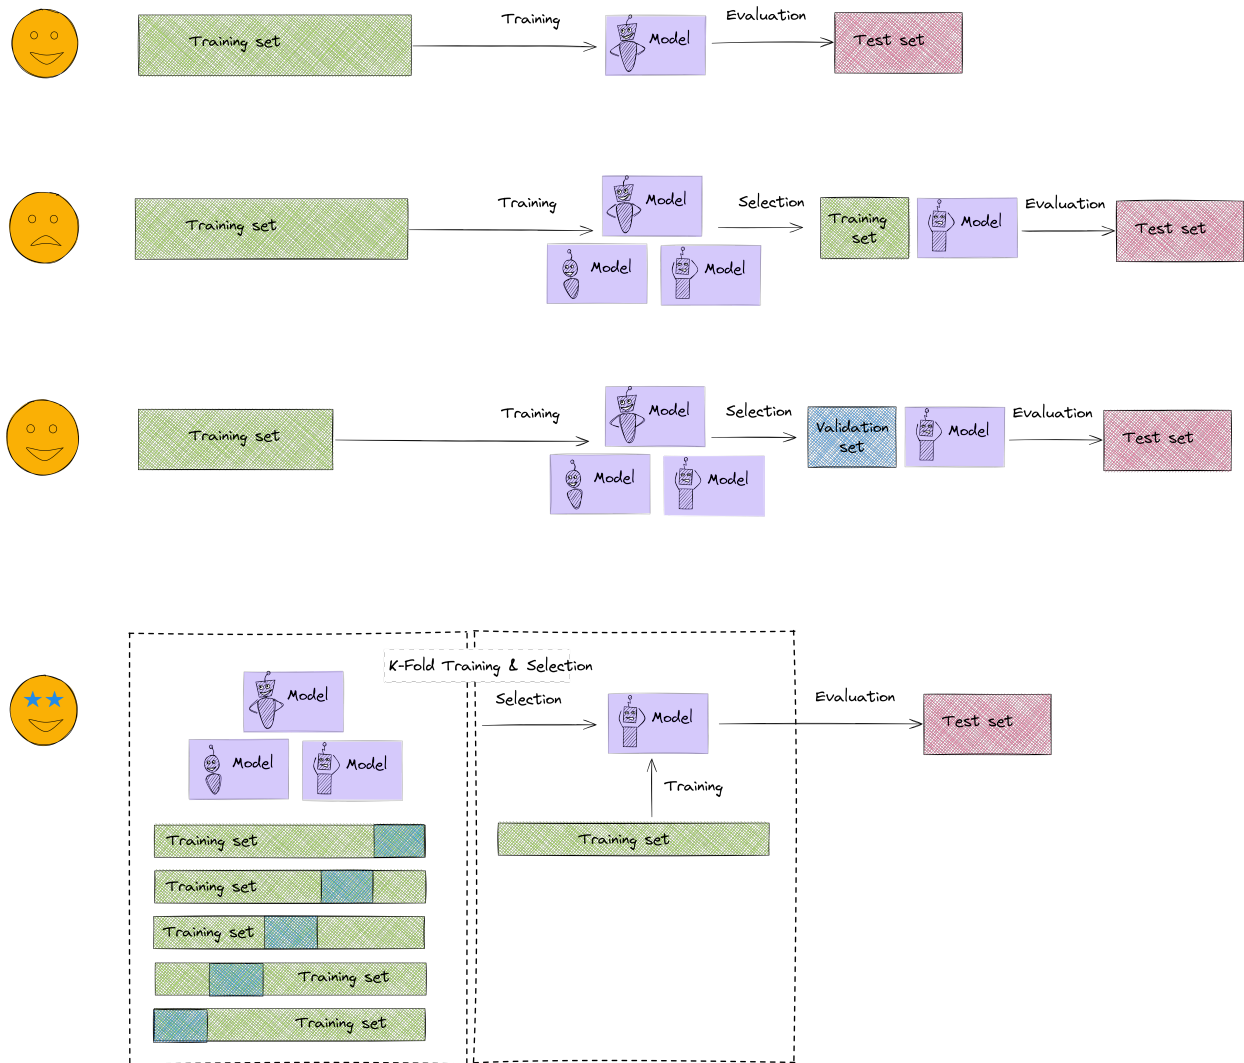 Training set
Training
Model
Evaluation
Test set
Training set
Training
Model
Model
Model
Selection
Training
set
Model
Evaluation
Test set
Training set
Training
Model
Model
Model
Selection
Validation
set
Model
Evaluation
Test set
K-Fold Training & Selection
Model
Model
Model
Training set
Training set
Training set
Training set
Training set
Selection
Model
Training
Training set
Evaluation
Test set